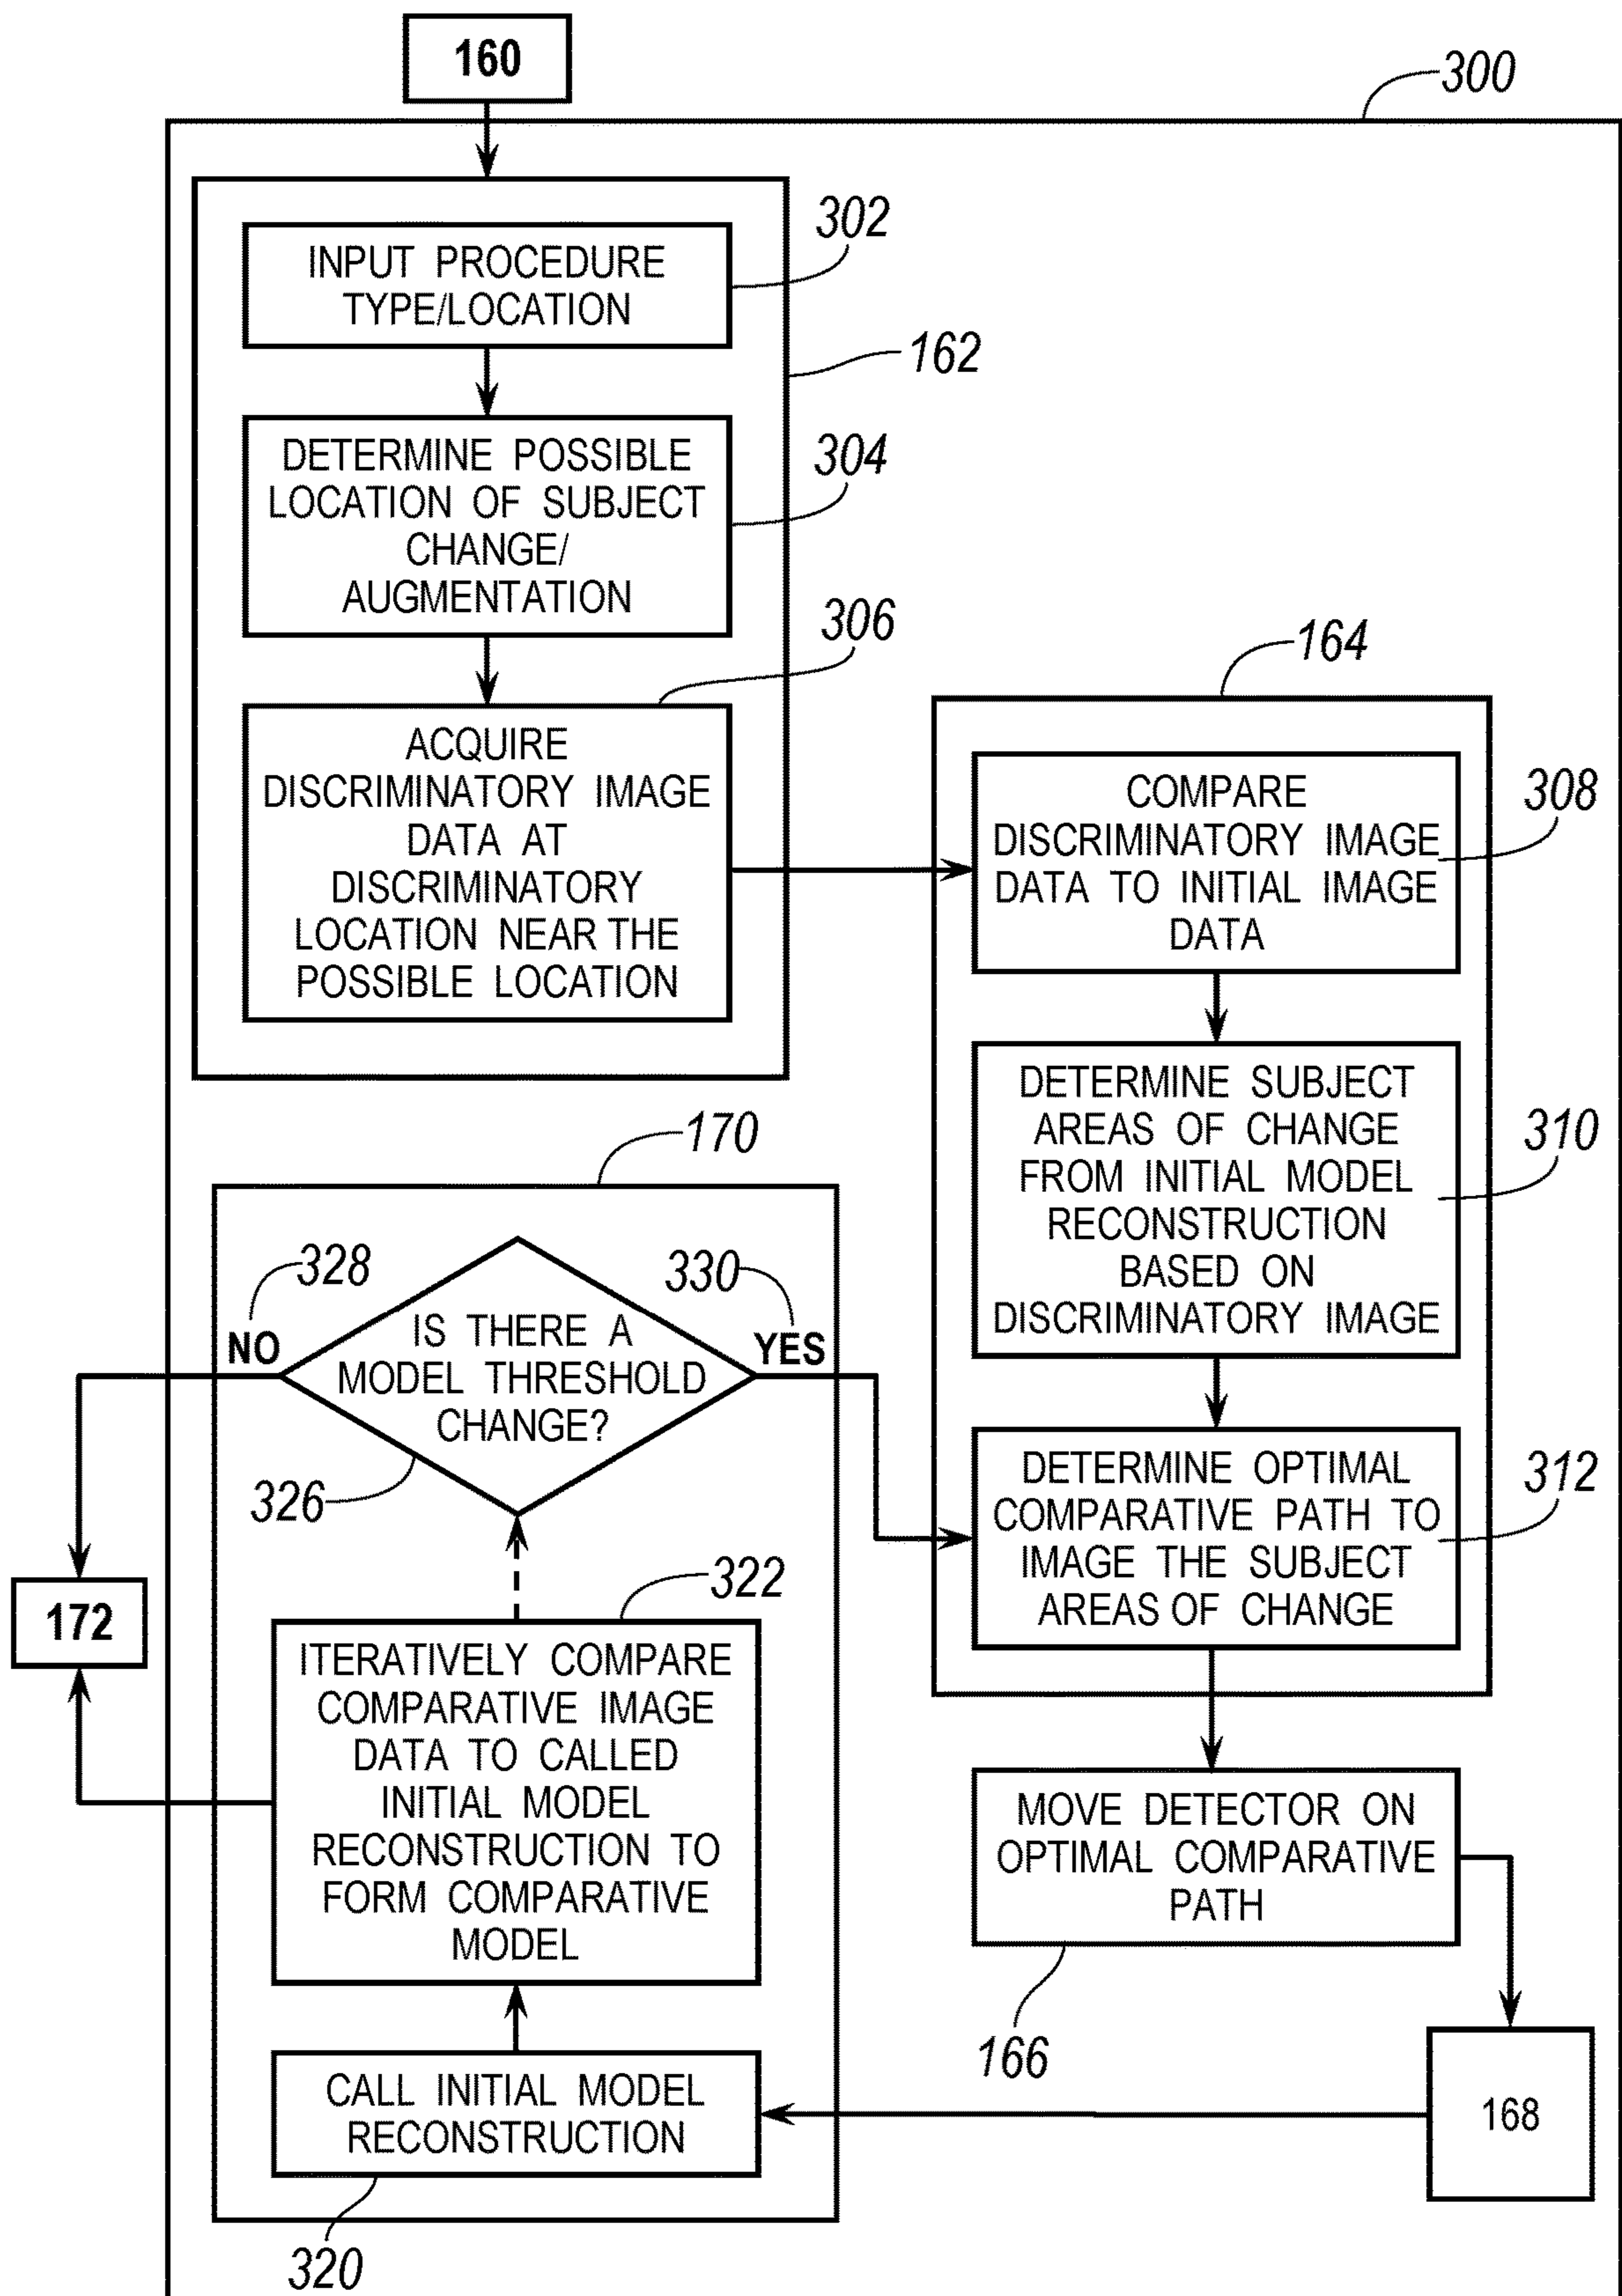 160
300
302
INPUT PROCEDURE
TYPE/LOCATION
162
DETERMINE POSSIBLE
LOCATION OF SUBJECT
CHANGE/
AUGMENTATION
304
306
ACQUIRE
DISCRIMINATORY IMAGE
DATA AT
DISCRIMINATORY
LOCATION NEAR THE
POSSIBLE LOCATION
164
COMPARE
DISCRIMINATORY IMAGE
DATA TO INITIAL IMAGE
DATA
308
DETERMINE SUBJECT
AREAS OF CHANGE
FROM INITIAL MODEL
RECONSTRUCTION
BASED ON
DISCRIMINATORY IMAGE
310
DETERMINE OPTIMAL
COMPARATIVE PATH TO
IMAGE THE SUBJECT
AREAS OF CHANGE
312
170
328
330
NO
YES
IS THERE A
MODEL THRESHOLD
CHANGE?
326
172
322
ITERATIVELY COMPARE
COMPARATIVE IMAGE
DATA TO CALLED
INITIAL MODEL
RECONSTRUCTION TO
FORM COMPARATIVE
MODEL
MOVE DETECTOR ON
OPTIMAL COMPARATIVE
PATH
166
168
CALL INITIAL MODEL
RECONSTRUCTION
320